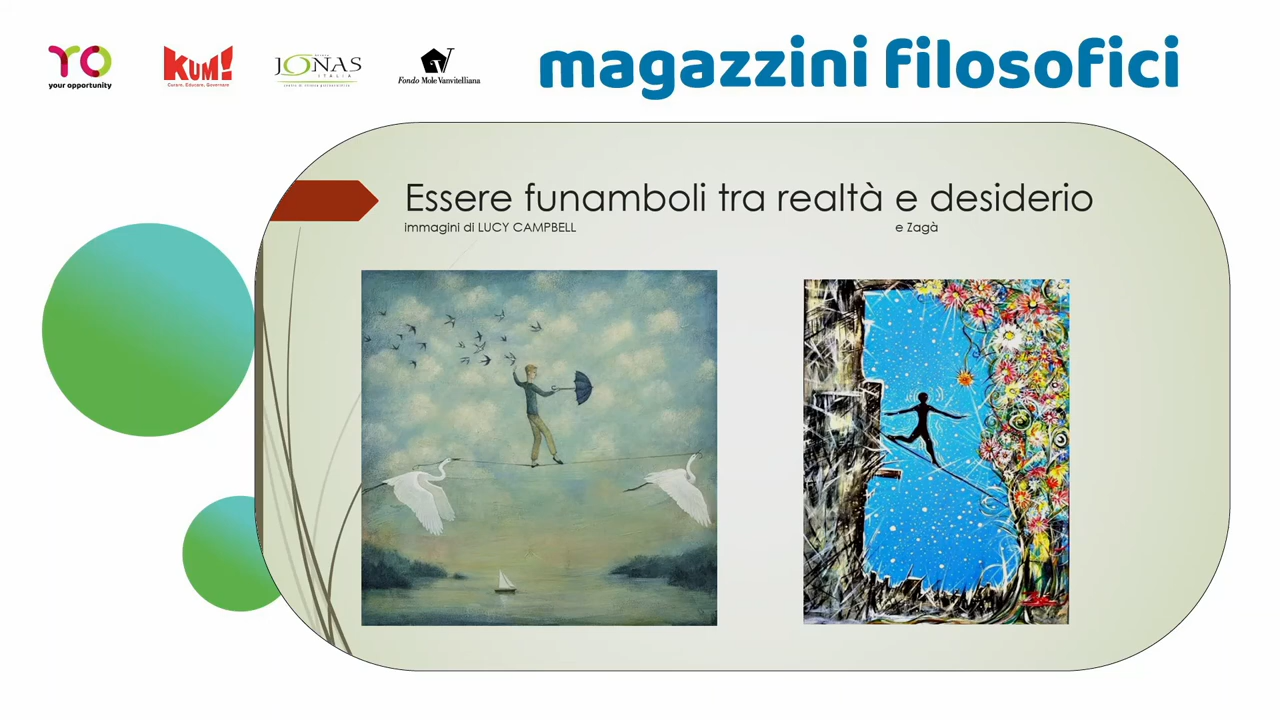 YO
your opportunity
KUM!
Curare, Educare, Governare
JONAS
ITALIA
Fondo Mole Vanvitelliana
magazzini filosofici
Essere funamboli tra realtà e desiderio
immagini di LUCY CAMPBELL
e Zagà